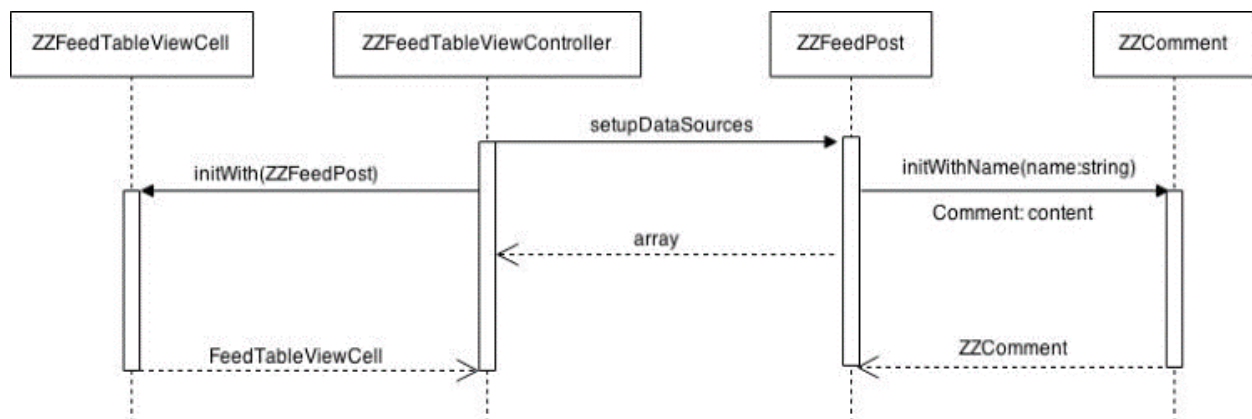 ZZFeedTableViewCell
ZZFeedTableViewController
ZZFeedPost
ZZComment
setupDataSources
initWith(ZZFeedPost)
initWithName(name:string)
Comment: content
array
FeedTableViewCell
ZZComment